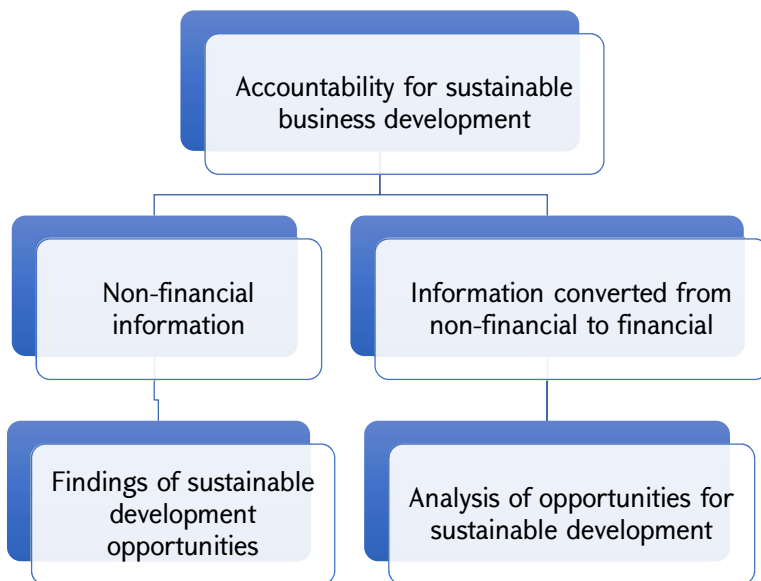 Accountability for sustainable
business development
Non-financial
information
Information converted from
non-financial to financial
Findings of sustainable
development
opportunities
Analysis of opportunities for
sustainable development